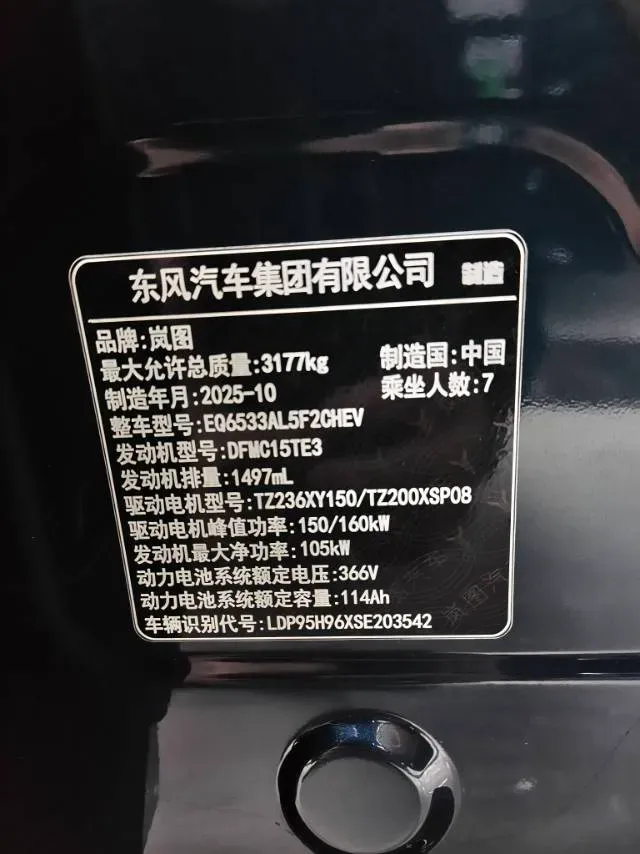 东风汽车集团有限公司 制造
品牌:岚图
最大允许总质量:3177kg 制造国:中国
制造年月:2025-10 乘坐人数:7
整车型号:EQ6533AL5F2CHEV
发动机型号:DFMC15TE3
发动机排量:1497mL
驱动电机型号:TZ236XY150/TZ200XSP08
驱动电机峰值功率:150/160kW
发动机最大净功率:105kW
动力电池系统额定电压:366V
动力电池系统额定容量:114Ah
车辆识别代号:LDP95H96XSE203542
岚图汽